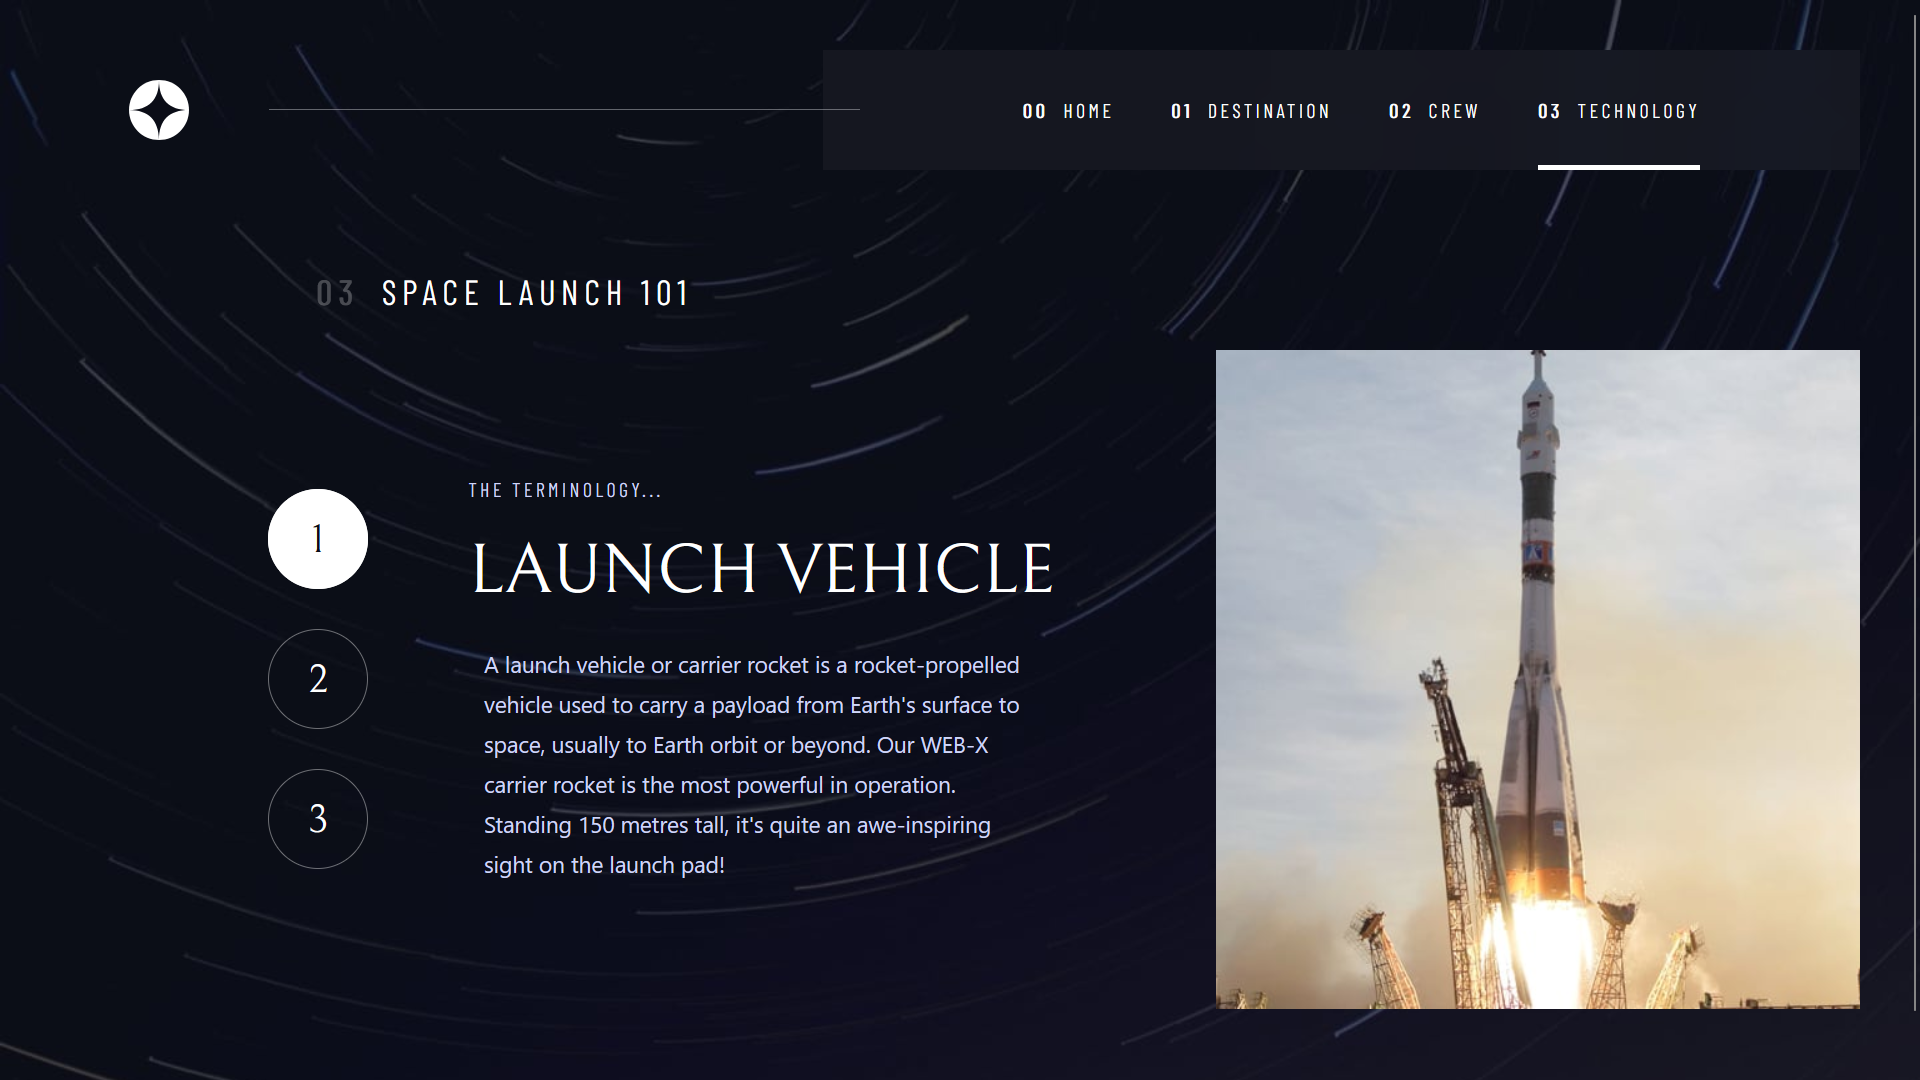 00 HOME 01 DESTINATION 02 CREW 03 TECHNOLOGY
03 SPACE LAUNCH 101
THE TERMINOLOGY...
1
LAUNCH VEHICLE
2
3
A launch vehicle or carrier rocket is a rocket-propelled
vehicle used to carry a payload from Earth's surface to
space, usually to Earth orbit or beyond. Our WEB-X
carrier rocket is the most powerful in operation.
Standing 150 metres tall, it's quite an awe-inspiring
sight on the launch pad!